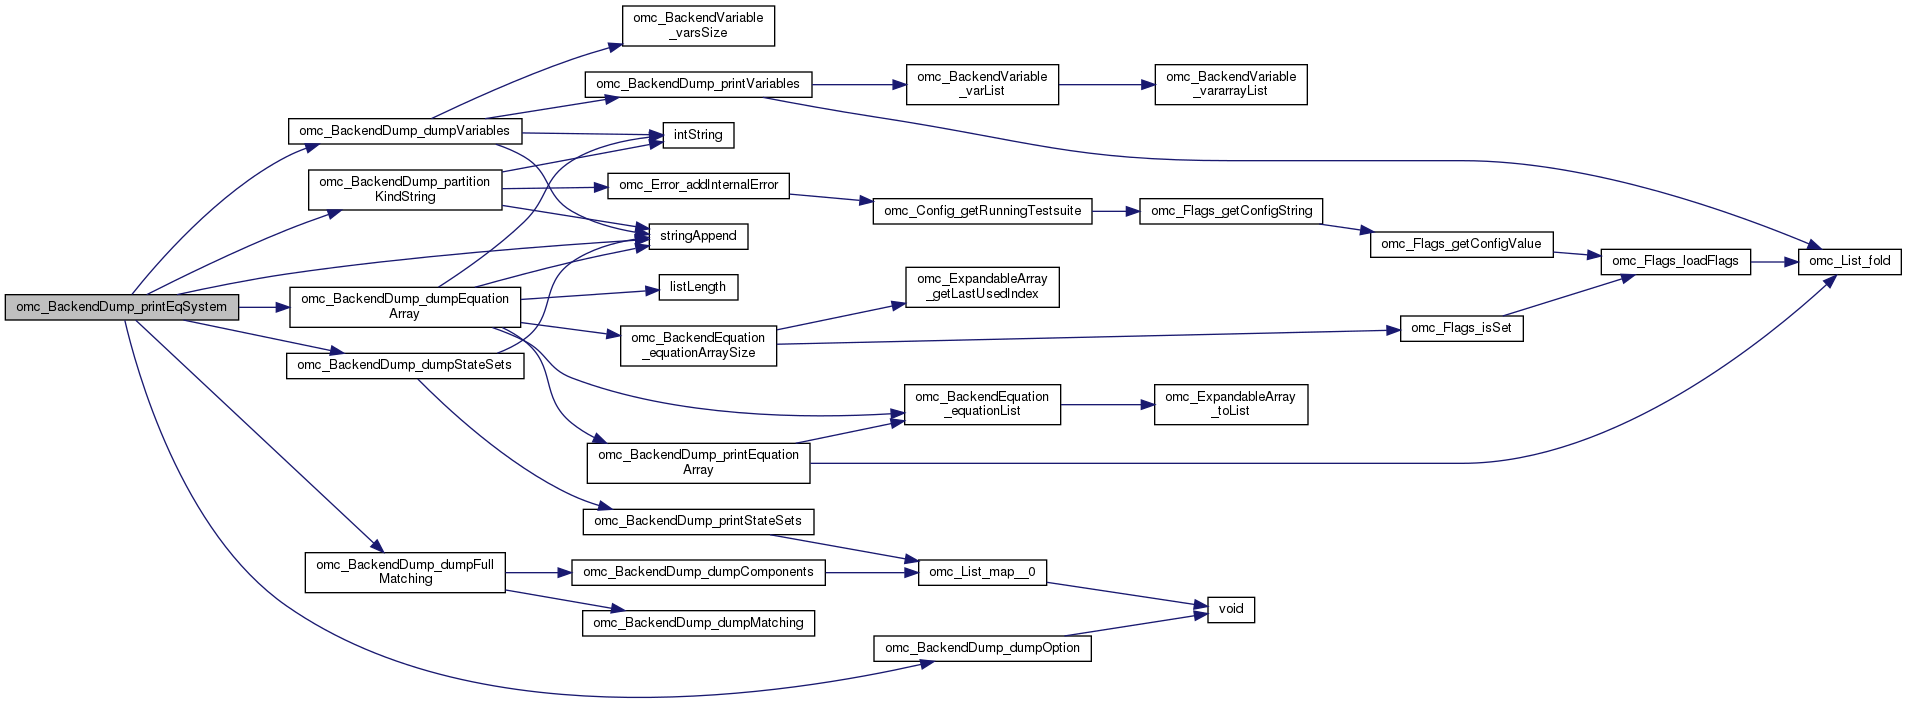 omc_BackendVariable
_varsSize
omc_BackendDump_printVariables
omc_BackendVariable
_varList
omc_BackendVariable
_vararrayList
omc_BackendDump_dumpVariables
intString
omc_BackendDump_partition
KindString
omc_Error_addInternalError
omc_Config_getRunningTestsuite
omc_Flags_getConfigString
stringAppend
omc_Flags_getConfigValue
omc_Flags_loadFlags
omc_List_fold
omc_BackendDump_printEqSystem
omc_BackendDump_dumpEquation
Array
listLength
omc_ExpandableArray
_getLastUsedIndex
omc_BackendEquation
_equationArraySize
omc_Flags_isSet
omc_BackendDump_dumpStateSets
omc_BackendEquation
_equationList
omc_ExpandableArray
_toList
omc_BackendDump_printEquation
Array
omc_BackendDump_printStateSets
omc_BackendDump_dumpFull
Matching
omc_BackendDump_dumpComponents
omc_List_map__0
void
omc_BackendDump_dumpMatching
omc_BackendDump_dumpOption